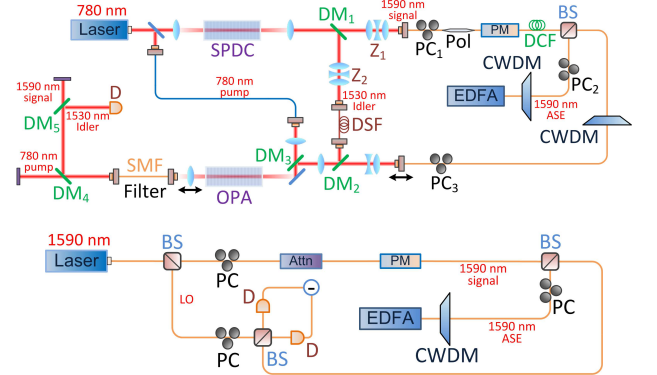 780 nm
Laser
SPDC
DM1
Z1
1590 nm
signal
PC1
Pol
PM
DCF
BS
Z2
1590 nm
signal
D
DM5
1530 nm
Idler
780 nm
pump
1530 nm
Idler
DSF
EDFA
CWDM
1590 nm
ASE
PC2
CWDM
780 nm
pump
DM4
SMF
Filter
OPA
DM3
DM2
PC3
1590 nm
Laser
BS
PC
Attn
PM
1590 nm
signal
BS
PC
LO
D
-
PC
BS
D
EDFA
CWDM
1590 nm
ASE